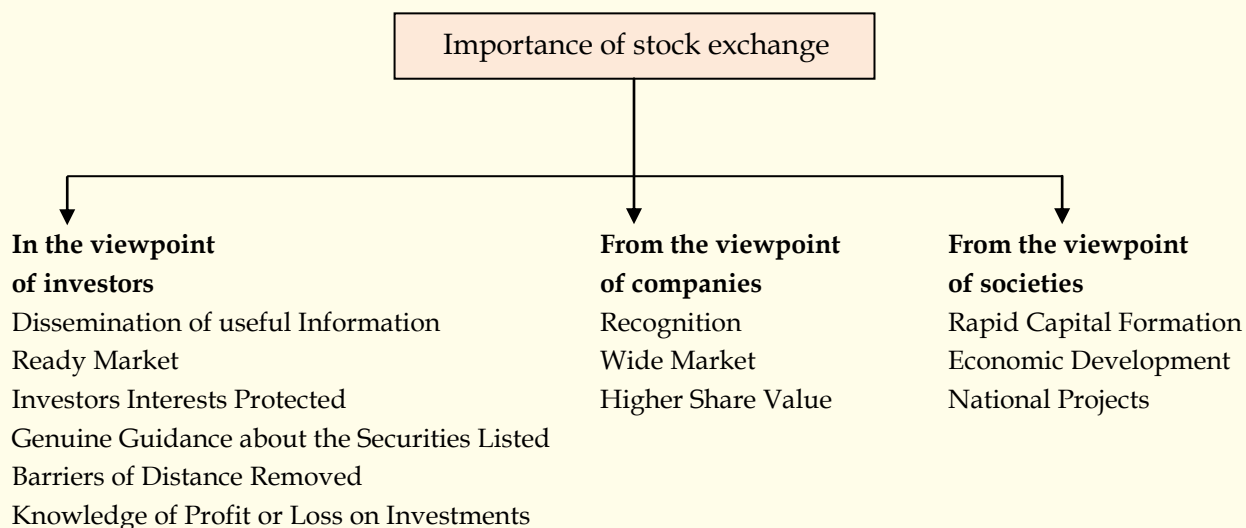 Importance of stock exchange
In the viewpoint
of investors
Dissemination of useful Information
Ready Market
Investors Interests Protected
Genuine Guidance about the Securities Listed
Barriers of Distance Removed
Knowledge of Profit or Loss on Investments
From the viewpoint
of companies
Recognition
Wide Market
Higher Share Value
From the viewpoint
of societies
Rapid Capital Formation
Economic Development
National Projects